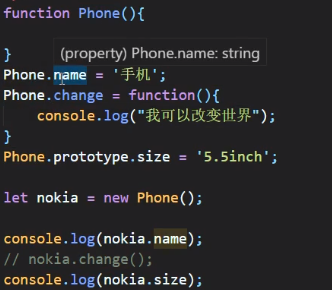 function Phone(){
}
(property) Phone.name: string
Phone.name = '手机';
Phone.change = function(){
console.log("我可以改变世界");
}
Phone.prototype.size = '5.5inch';
let nokia = new Phone();
console.log(nokia.name);
// nokia.change();
console.log(nokia.size);